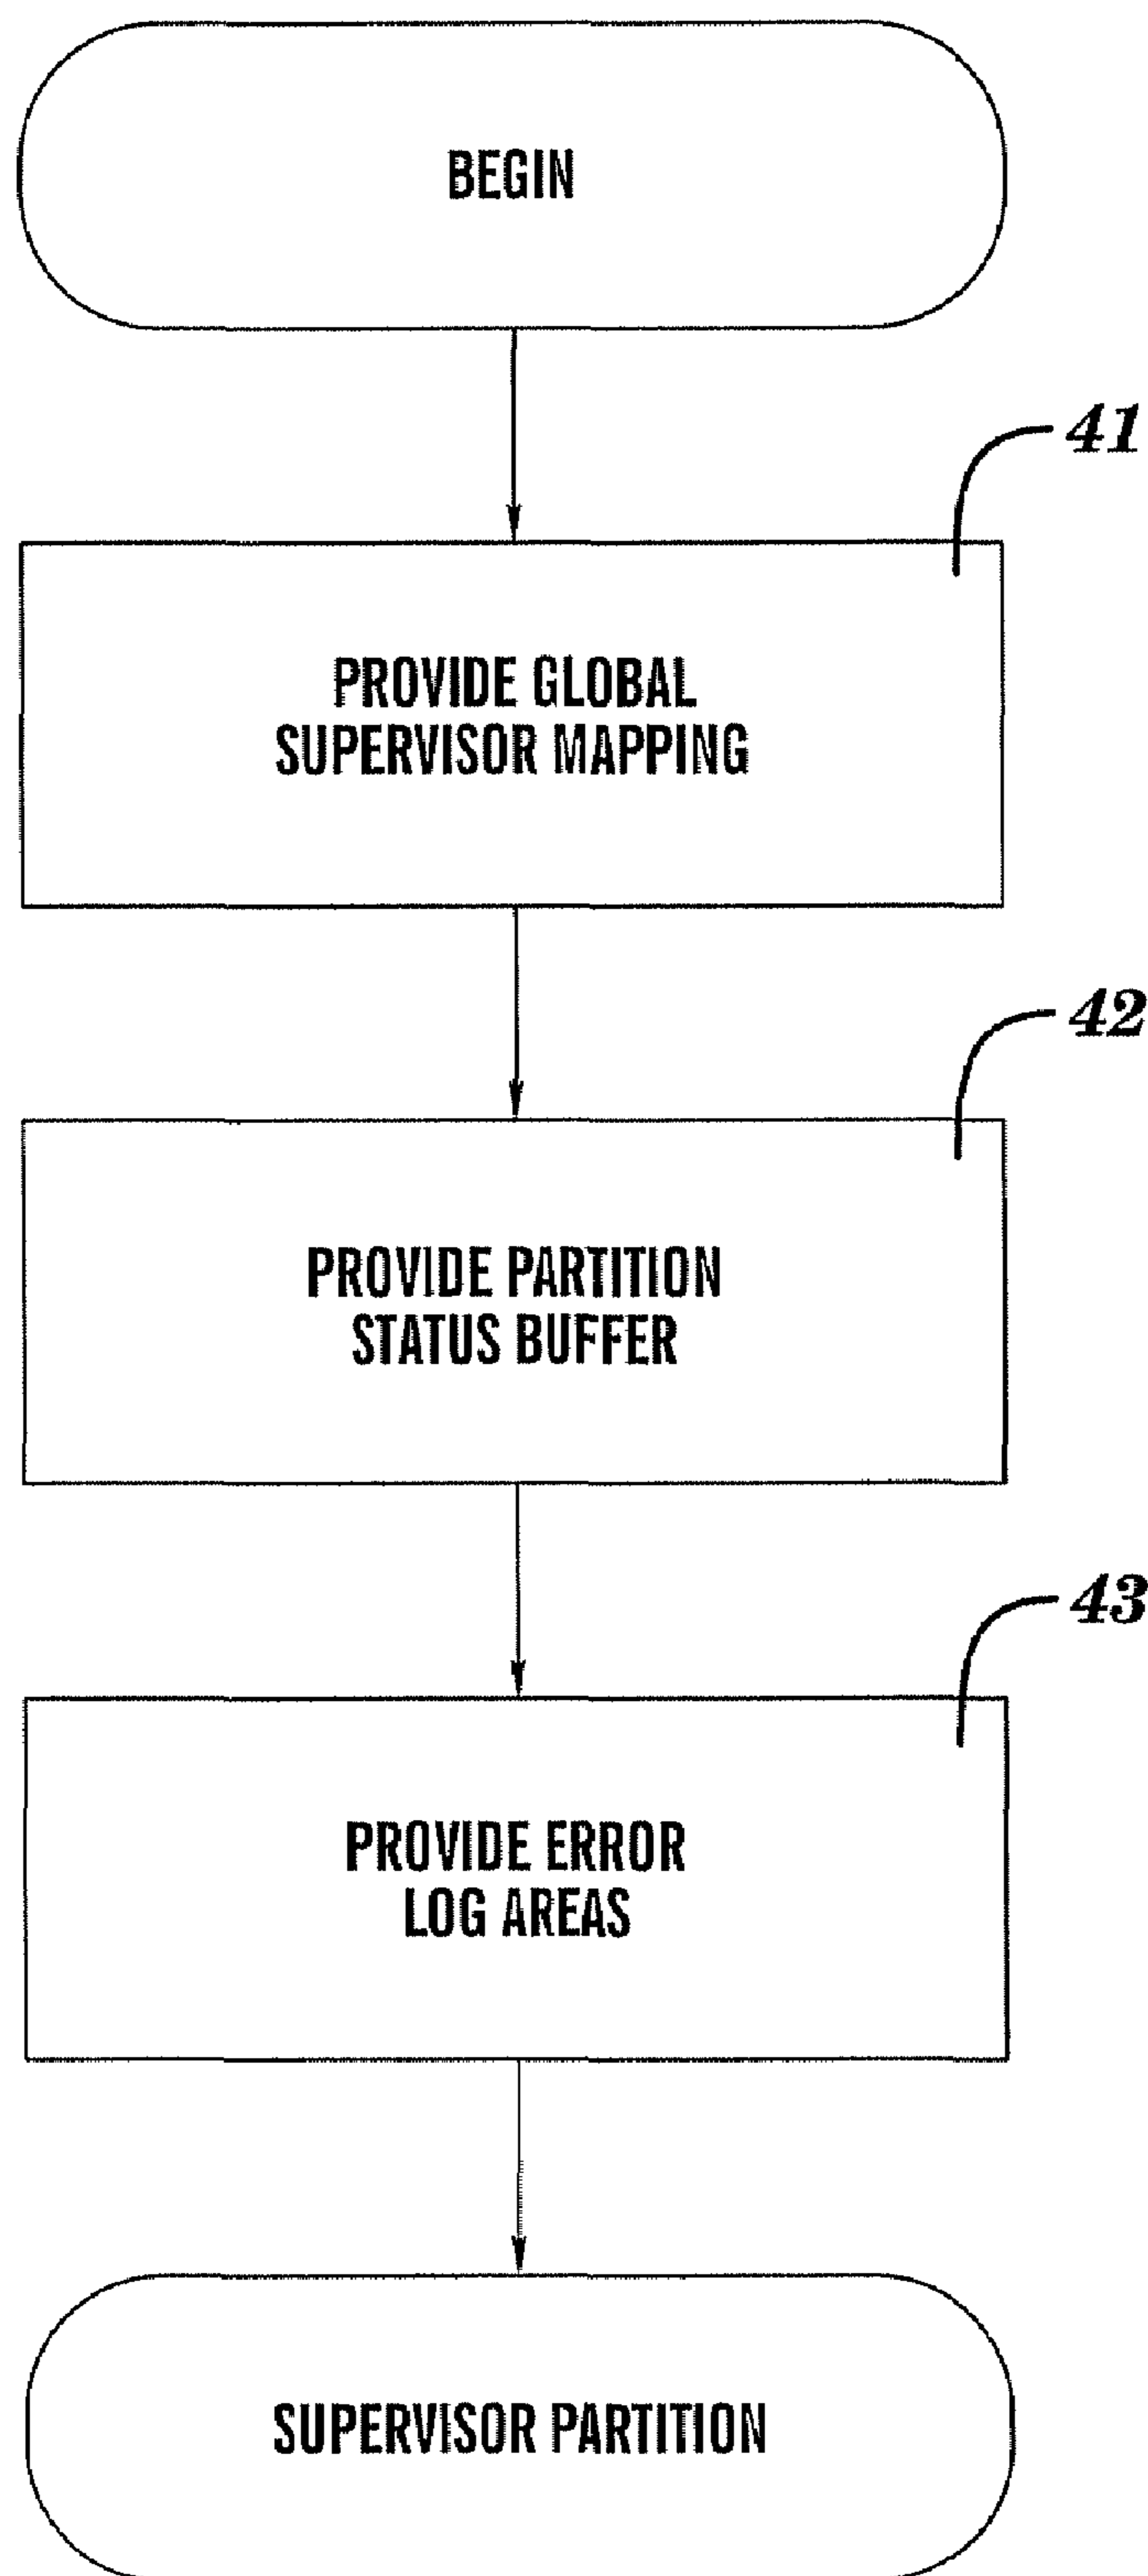 BEGIN
41
PROVIDE GLOBAL
SUPERVISOR MAPPING
42
PROVIDE PARTITION
STATUS BUFFER
43
PROVIDE ERROR
LOG AREAS
SUPERVISOR PARTITION